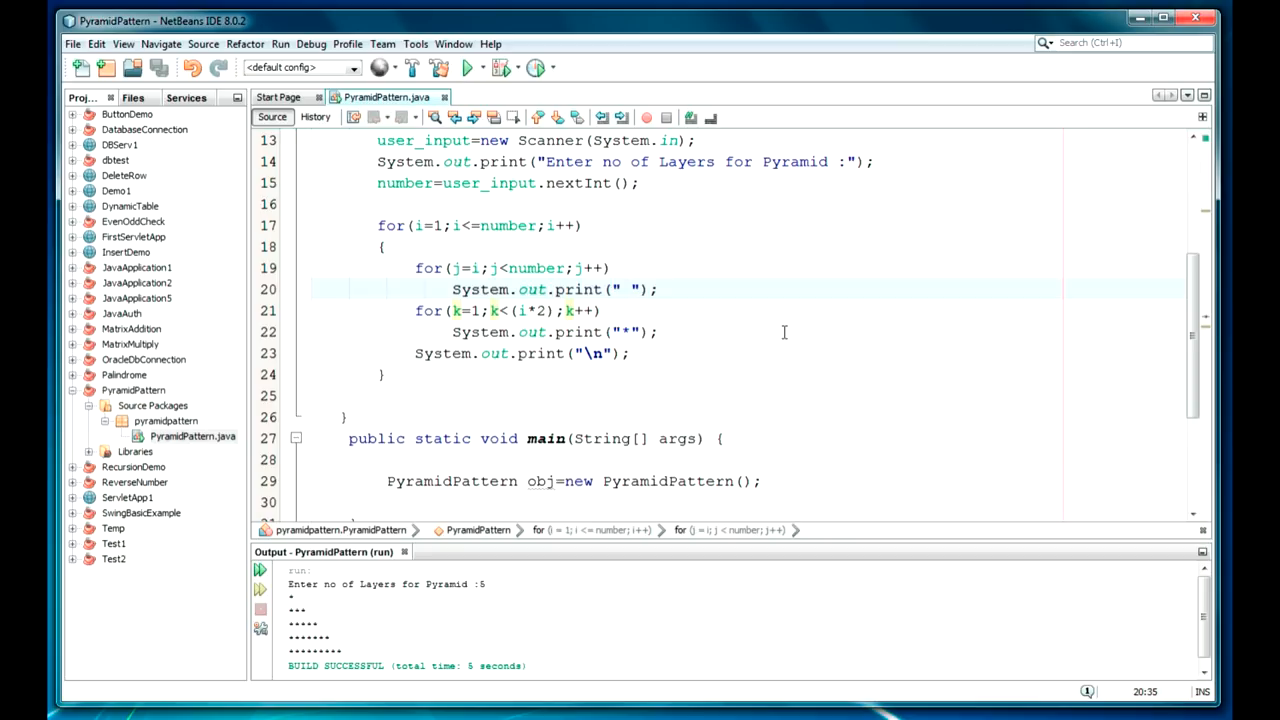 PyramidPattern - NetBeans IDE 8.0.2
File Edit View Navigate Source Refactor Run Debug Profile Team Tools Window Help
Search (Ctrl+I)
<default config>
Proj... Files Services
Start Page PyramidPattern.java
Source History
ButtonDemo
DatabaseConnection
DBServ1
dbtest
DeleteRow
Demo1
DynamicTable
EvenOddCheck
FirstServletApp
InsertDemo
JavaApplication1
JavaApplication2
JavaApplication5
JavaAuth
MatrixAddition
MatrixMultiply
OracleDbConnection
Palindrome
PyramidPattern
Source Packages
pyramidpattern
PyramidPattern.java
Libraries
RecursionDemo
ReverseNumber
ServletApp1
SwingBasicExample
Temp
Test1
Test2
13 user_input=new Scanner(System.in);
14 System.out.print("Enter no of Layers for Pyramid :");
15 number=user_input.nextInt();
16
17 for(i=1;i<=number;i++)
18 {
19 for(j=i;j<number;j++)
20 System.out.print(" ");
21 for(k=1;k<(i*2);k++)
22 System.out.print("*");
23 System.out.print("\n");
24 }
25
26 }
27 public static void main(String[] args) {
28
29 PyramidPattern obj=new PyramidPattern();
30
pyramidpattern.PyramidPattern PyramidPattern for (i = 1; i <= number; i++) for (j = i; j < number; j++)
Output - PyramidPattern (run)
run:
Enter no of Layers for Pyramid :5
*
***
*****
*******
*********
BUILD SUCCESSFUL (total time: 5 seconds)
1 20:35 INS